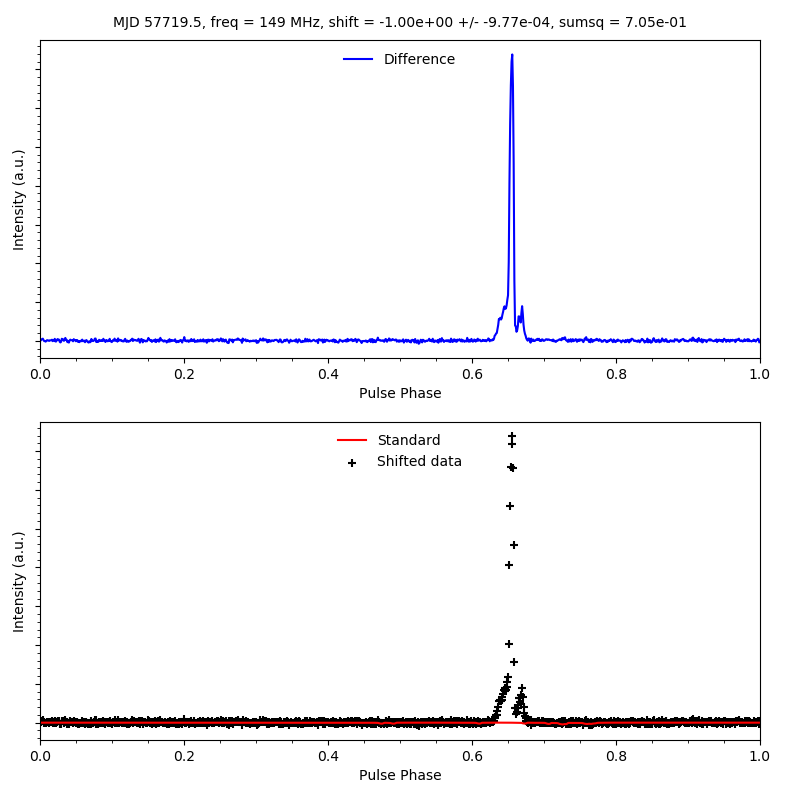 MJD 57719.5, freq = 149 MHz, shift = -1.00e+00 +/- -9.77e-04, sumsq = 7.05e-01
Difference
Intensity (a.u.)
0.0 0.2 0.4 0.6 0.8 1.0
Pulse Phase
Standard
Shifted data
Intensity (a.u.)
0.0 0.2 0.4 0.6 0.8 1.0
Pulse Phase